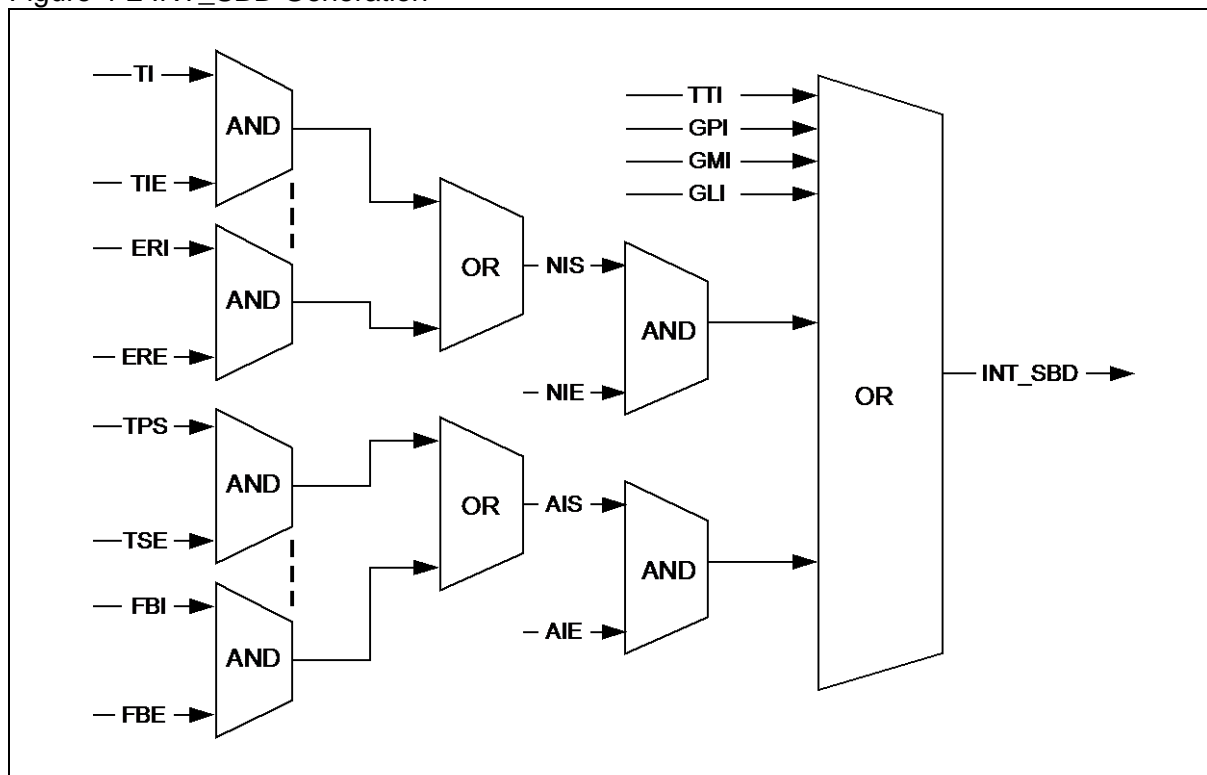 Figure INT_SBD Generation
TI
AND
TIE
ERI
AND
ERE
OR
NIS
TPS
AND
TSE
FBI
AND
FBE
OR
AIS
TTI
GPI
GMI
GLI
AND
NIE
AND
AIE
OR
INT_SBD